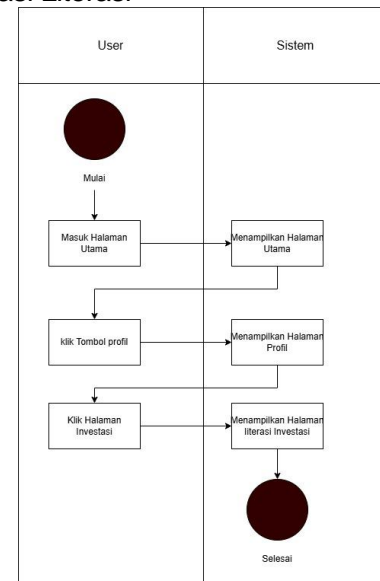 User
Sistem
Mulai
Masuk Halaman
Utama
Menampilkan Halaman
Utama
klik Tombol profil
Menampilkan Halaman
Profil
Klik Halaman
Investasi
Menampilkan Halaman
literasi Investasi
Selesai